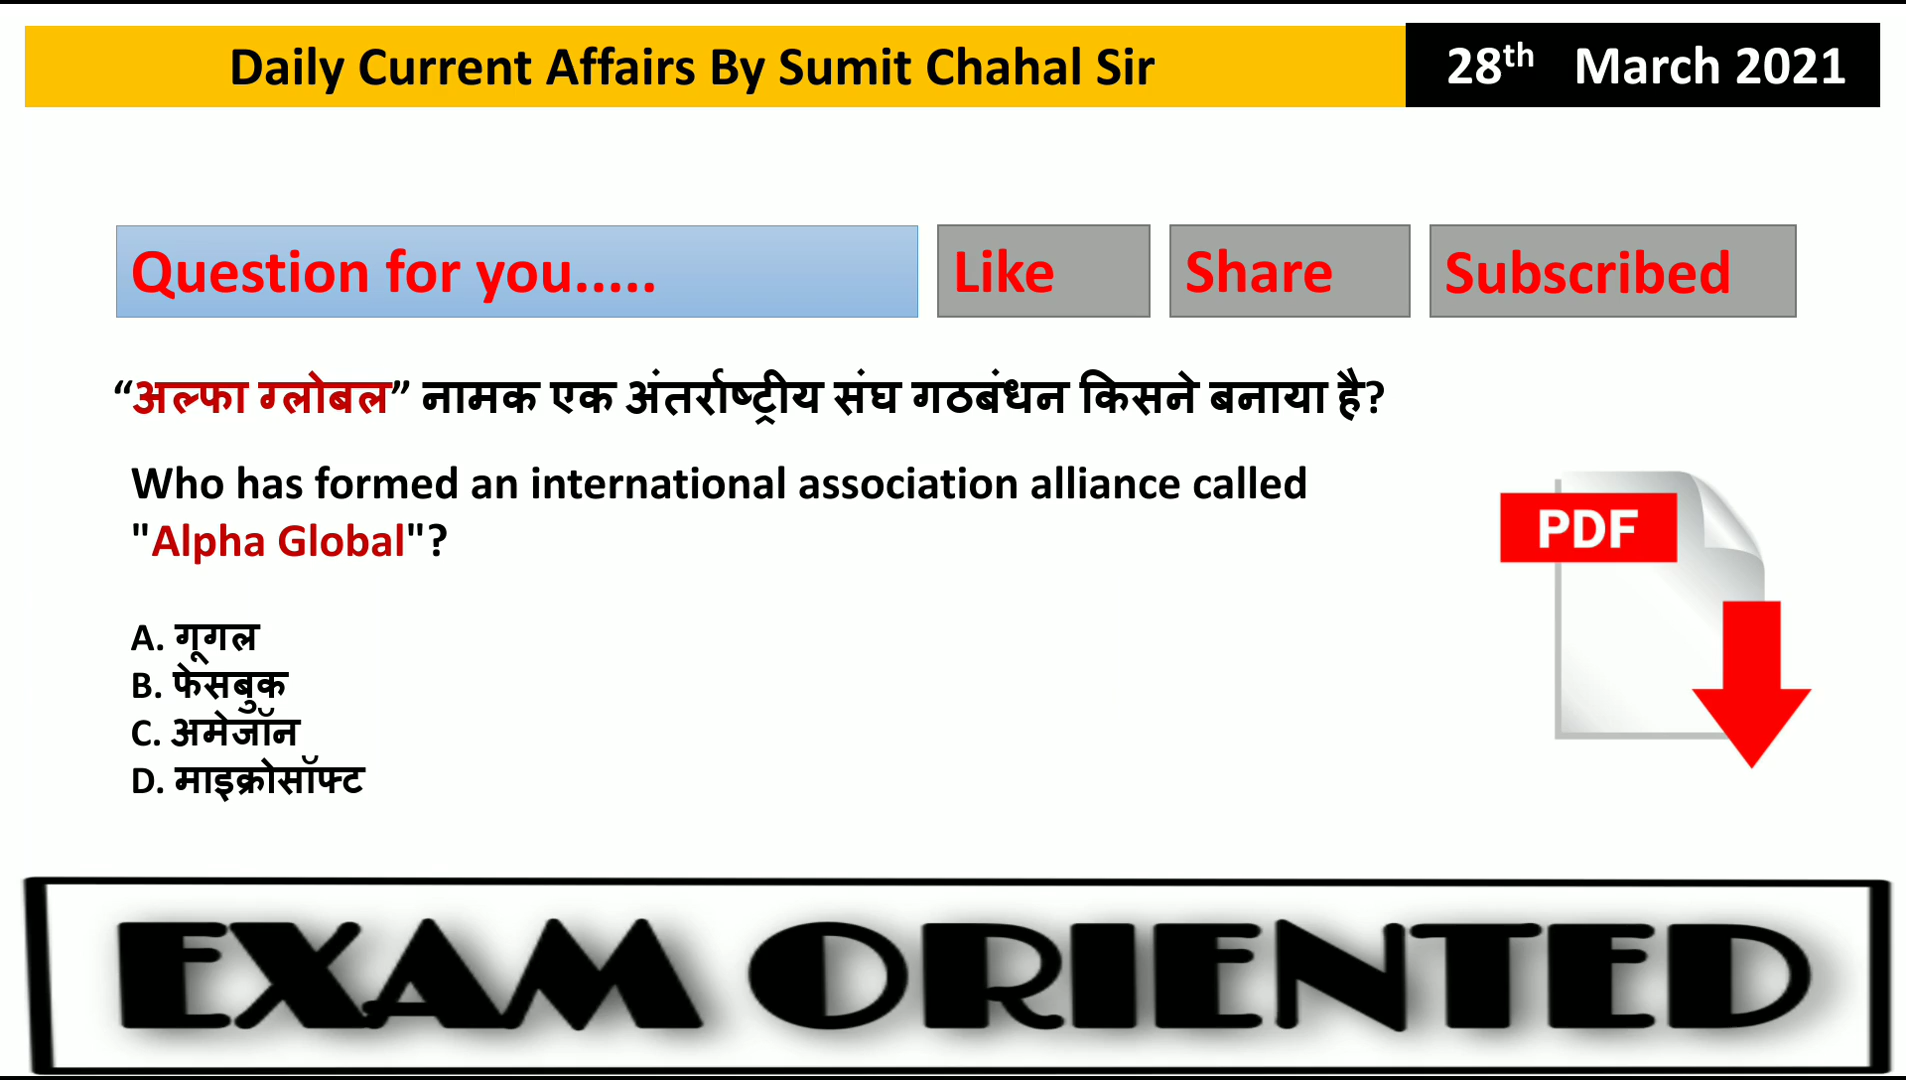 Daily Current Affairs By Sumit Chahal Sir
28th March 2021
Question for you.....
Like
Share
Subscribed
“अल्फा ग्लोबल” नामक एक अंतर्राष्ट्रीय संघ गठबंधन किसने बनाया है?
Who has formed an international association alliance called
"Alpha Global"?
PDF
A. गूगल
B. फेसबुक
C. अमेजॉन
D. माइक्रोसॉफ्ट
EXAM ORIENTED